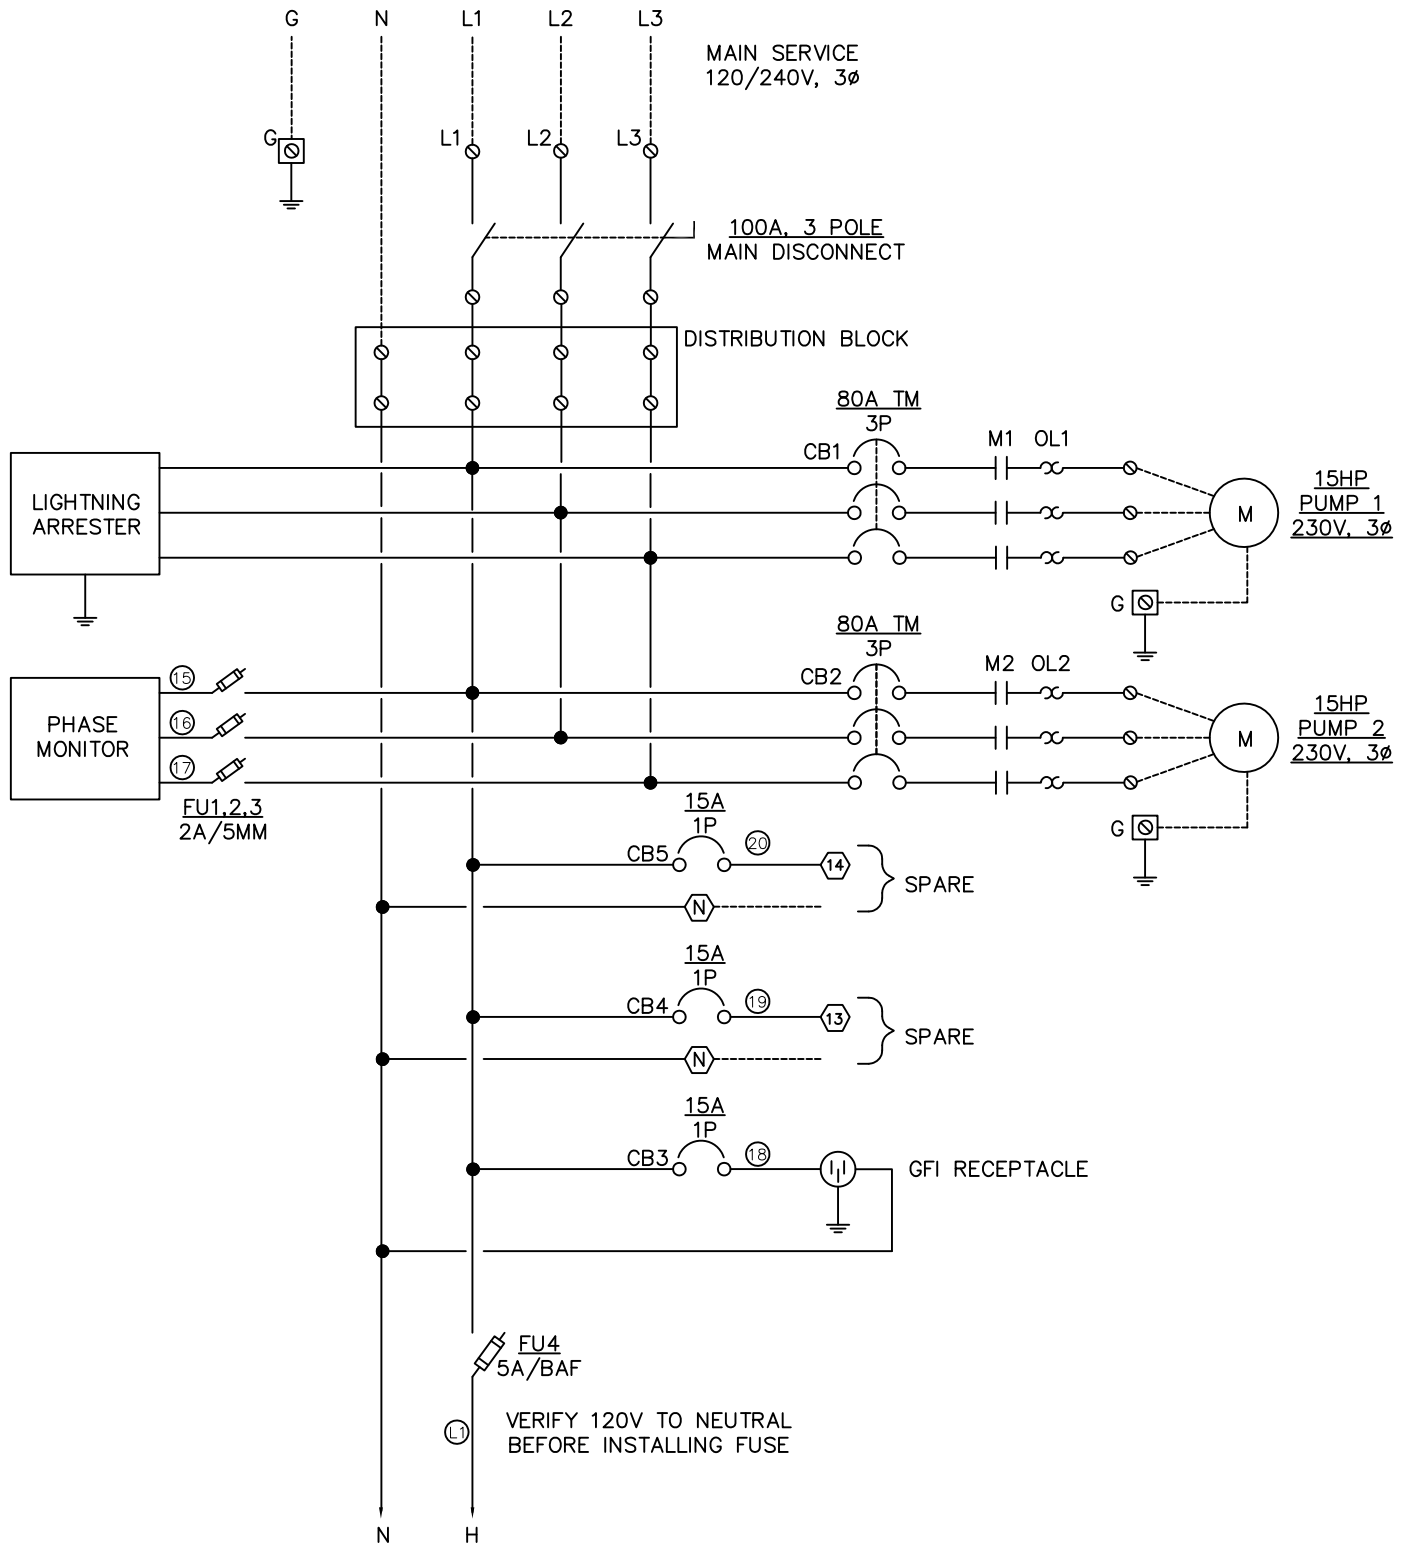 G N L1 L2 L3
MAIN SERVICE
120/240V, 3ø
G L1 L2 L3
100A, 3 POLE
MAIN DISCONNECT
DISTRIBUTION BLOCK
80A TM
3P
CB1
M1 OL1
LIGHTNING
ARRESTER
M
15HP
PUMP 1
230V, 3ø
G
80A TM
3P
CB2
M2 OL2
15
16
17
PHASE
MONITOR
M
15HP
PUMP 2
230V, 3ø
FU1,2,3
2A/5MM
G
15A
1P
CB5
20
14
SPARE
N
15A
1P
CB4
19
13
SPARE
N
15A
1P
CB3
18
GFI RECEPTACLE
FU4
5A/BAF
L1
VERIFY 120V TO NEUTRAL
BEFORE INSTALLING FUSE
N H